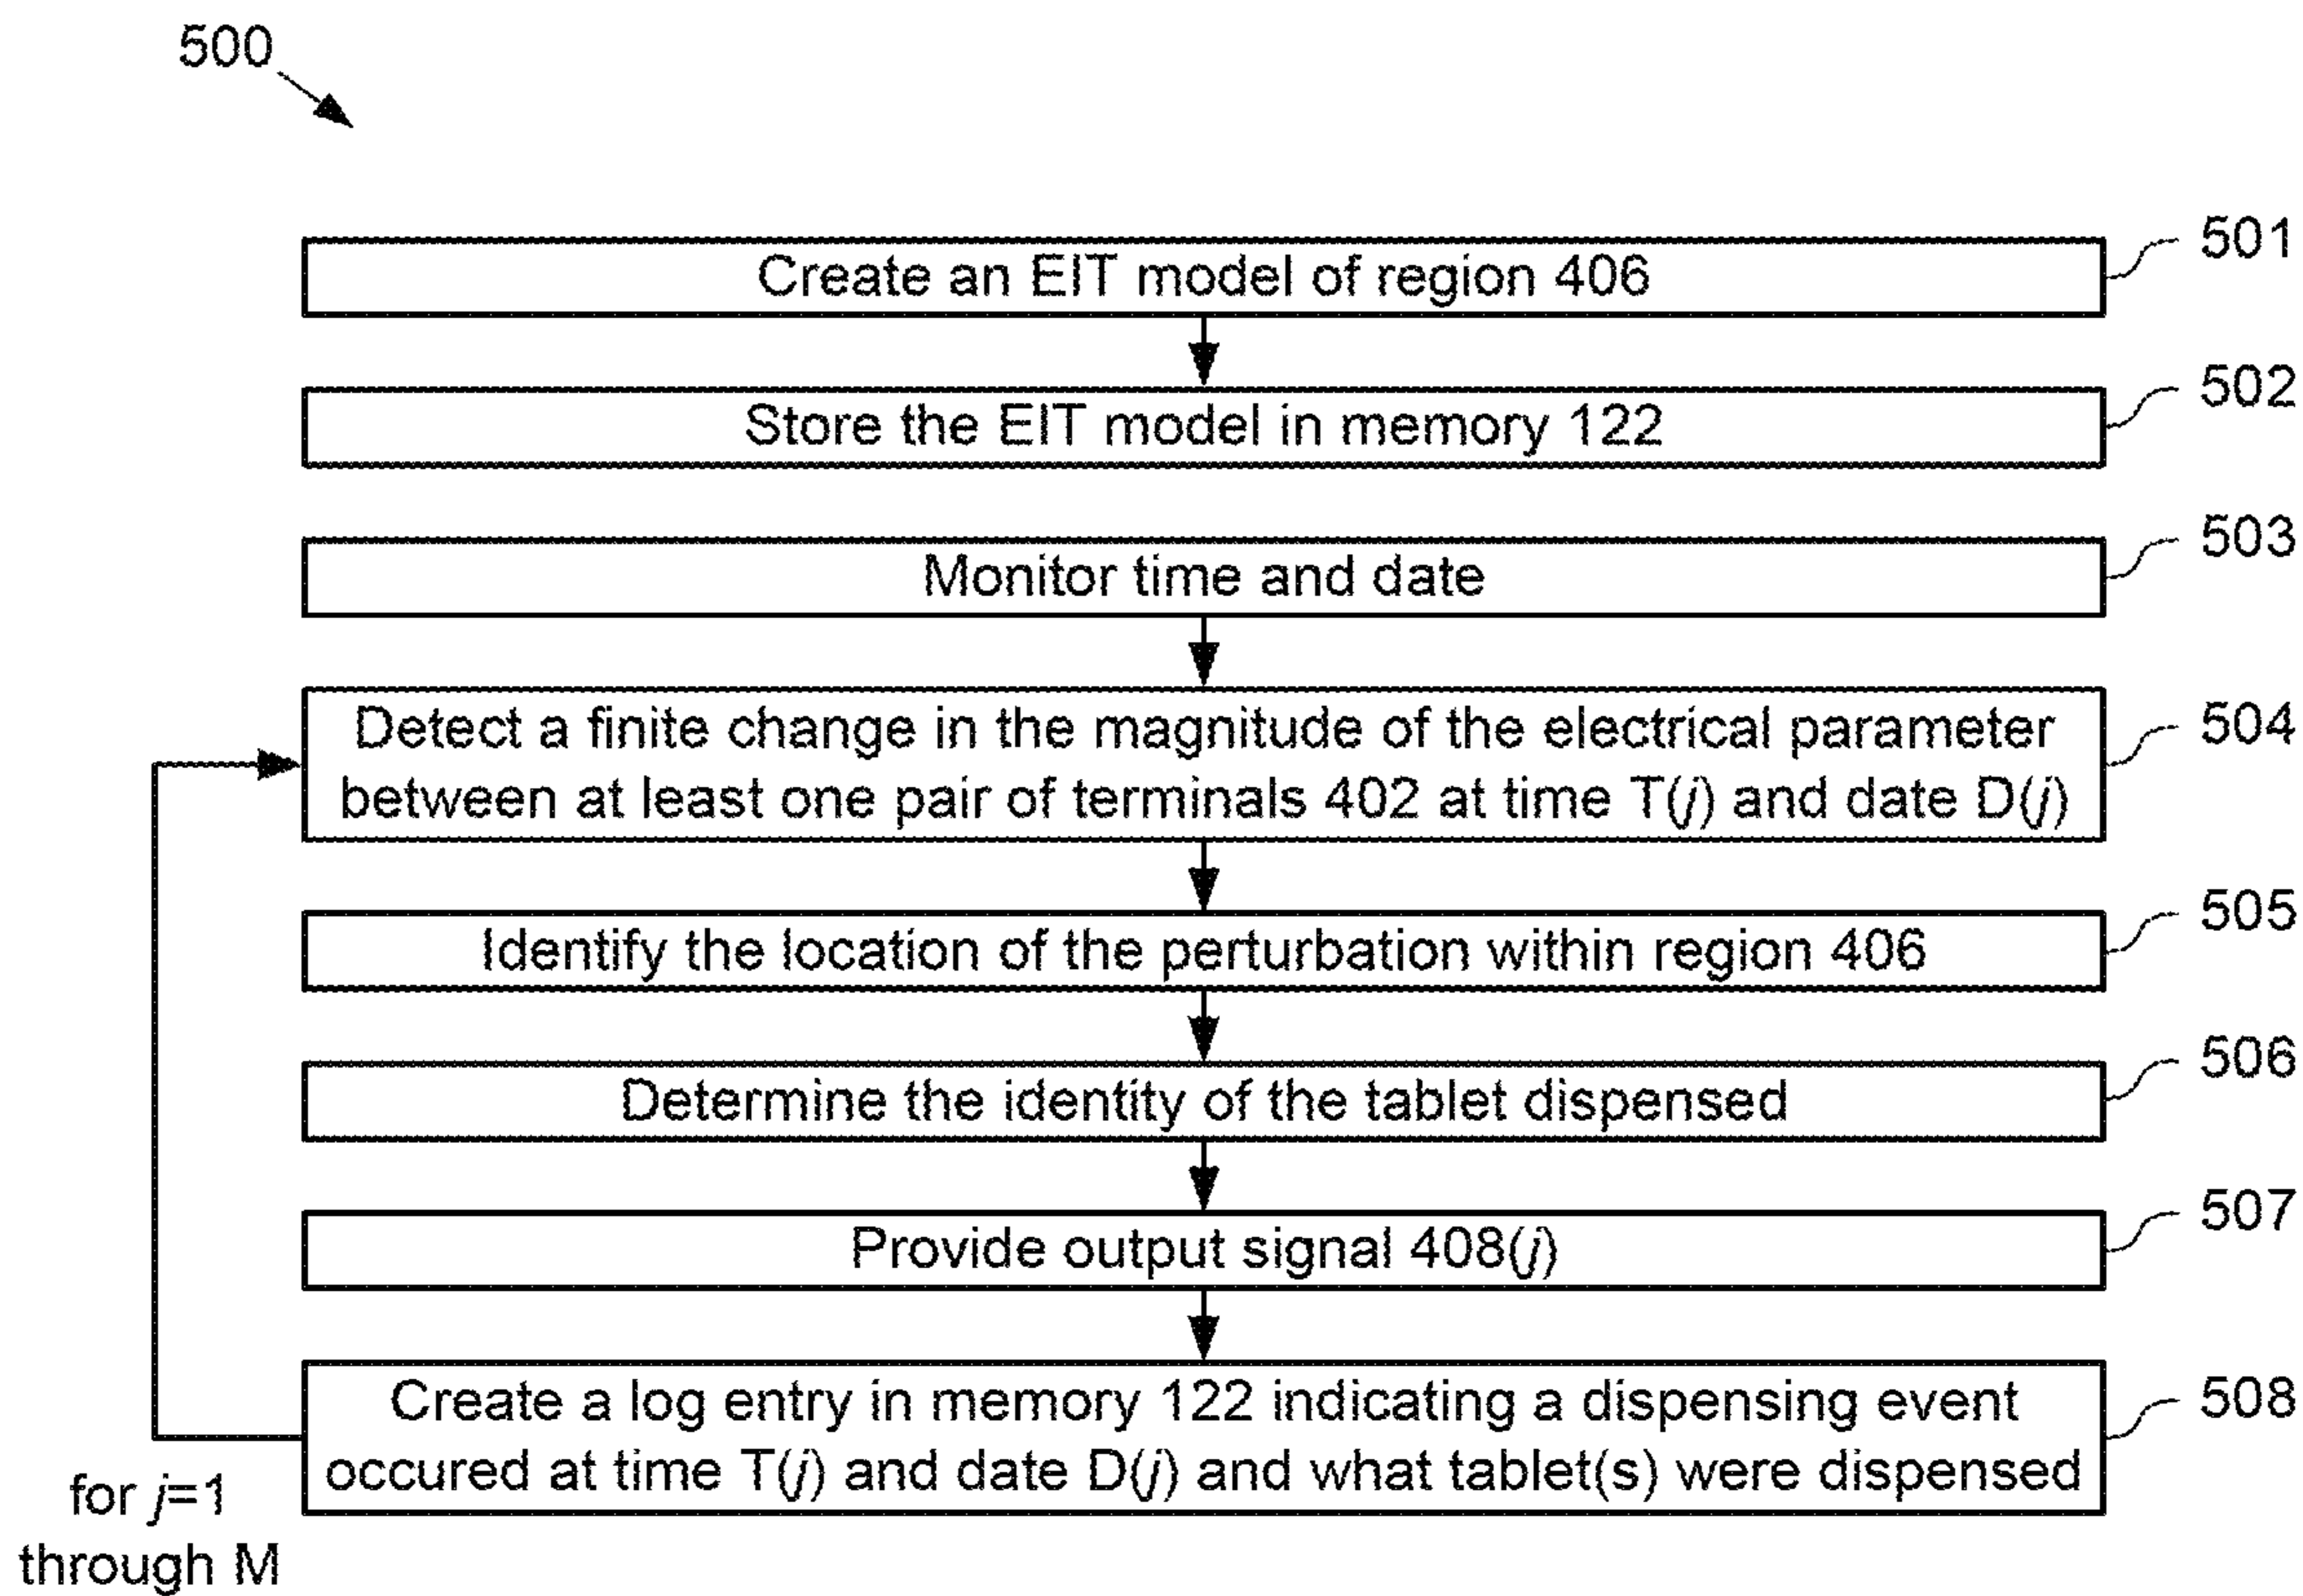 500
Create an EIT model of region 406
501
Store the EIT model in memory 122
502
Monitor time and date
503
Detect a finite change in the magnitude of the electrical parameter
between at least one pair of terminals 402 at time T(j) and date D(j)
504
Identify the location of the perturbation within region 406
505
Determine the identity of the tablet dispensed
506
Provide output signal 408(j)
507
Create a log entry in memory 122 indicating a dispensing event
occured at time T(j) and date D(j) and what tablet(s) were dispensed
508
for j=1
through M